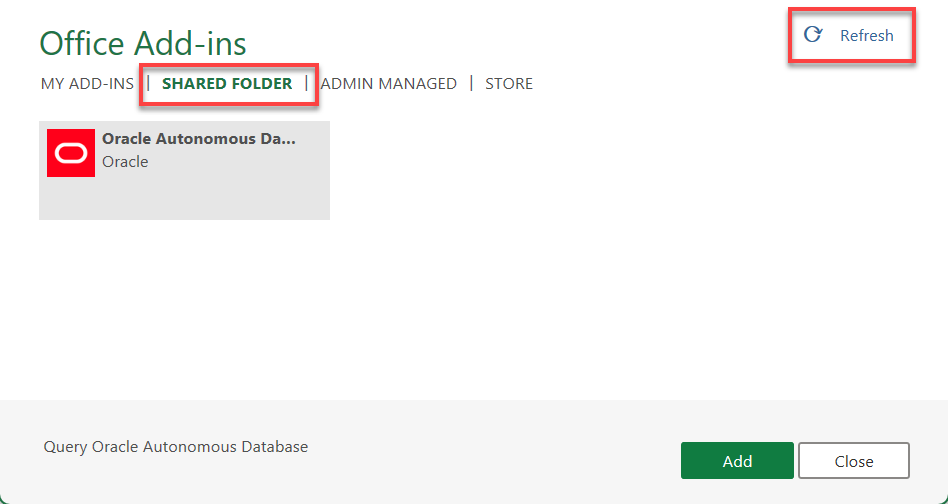 Office Add-ins
Refresh
MY ADD-INS | SHARED FOLDER | ADMIN MANAGED | STORE
Oracle Autonomous Da...
Oracle
Query Oracle Autonomous Database
Add
Close